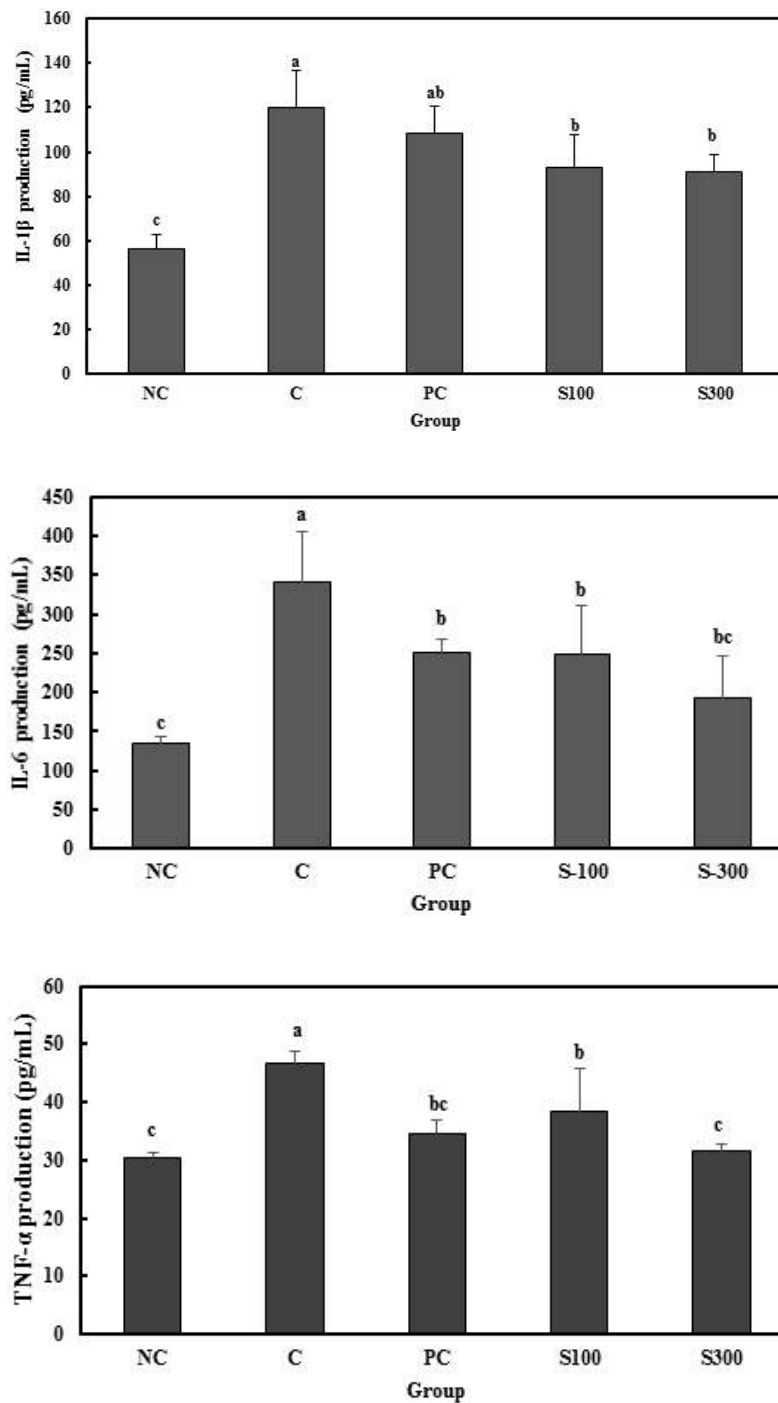 IL-1β production (pg/mL)
160
140
120
100
80
60
40
20
0
c
a
ab
b
b
NC C PC S100 S300
Group
IL-6 production (pg/mL)
450
400
350
300
250
200
150
100
50
0
c
a
b
b
bc
NC C PC S-100 S-300
Group
TNF-α production (pg/mL)
60
50
40
30
20
10
0
c
a
bc
b
c
NC C PC S100 S300
Group